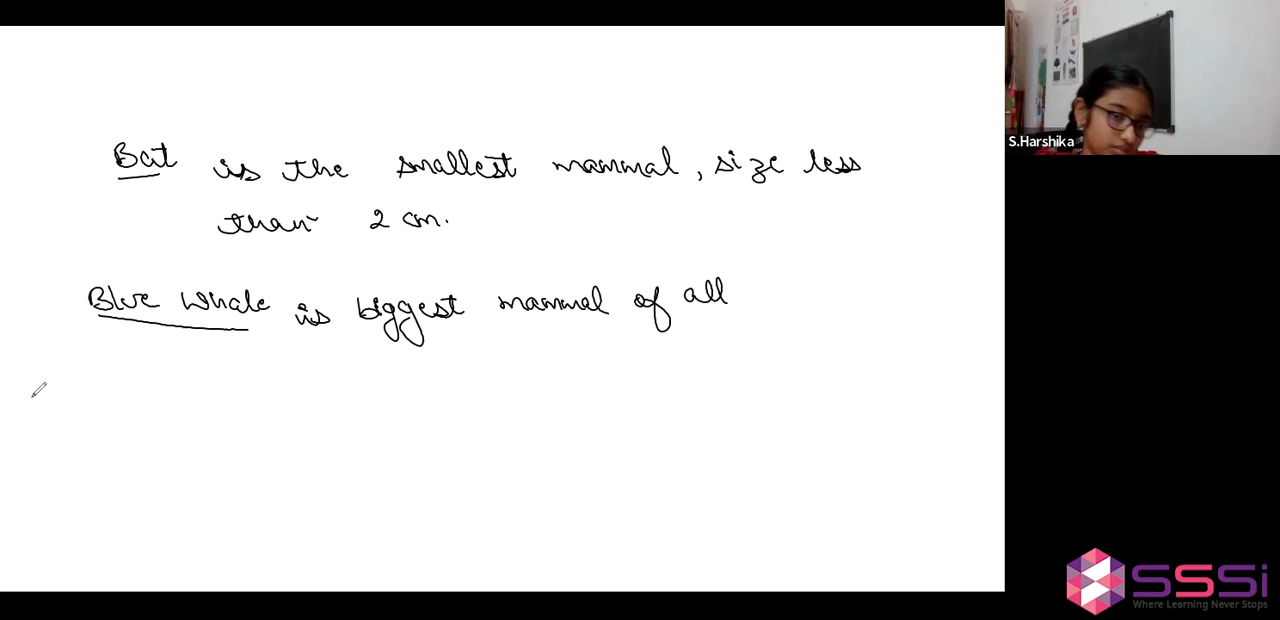 Bat is the smallest mammal, size less
than 2 cm.
Blue Whale is biggest mammal of all
S.Harshika
SSSi
Where Learning Never Stops